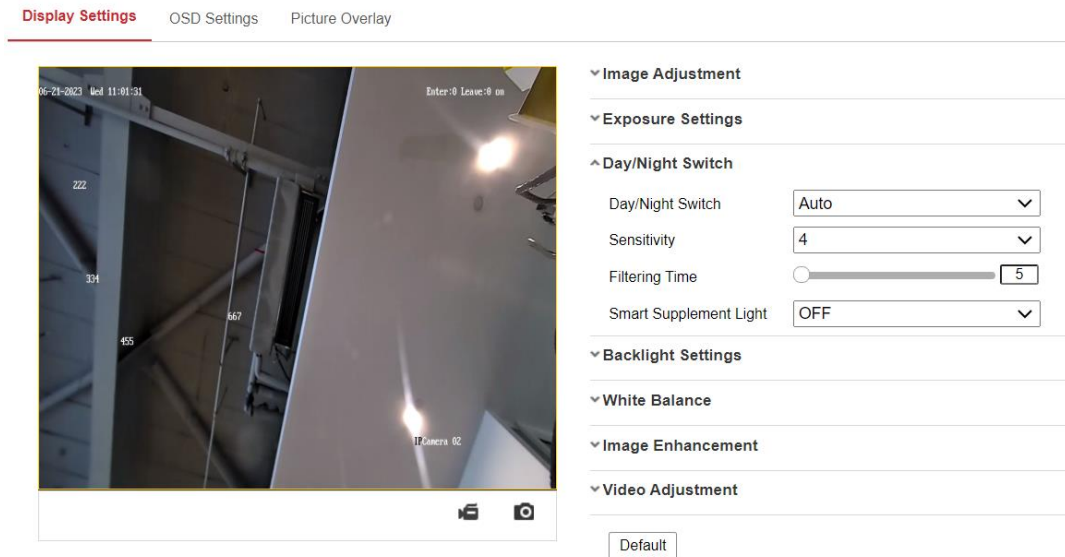 Display Settings OSD Settings Picture Overlay
06-21-2023 Wed 11:01:31
Enter:0 Leave:0 on
222
334
667
455
IPCamera 02
Image Adjustment
Exposure Settings
Day/Night Switch
Day/Night Switch Auto
Sensitivity 4
Filtering Time 5
Smart Supplement Light OFF
Backlight Settings
White Balance
Image Enhancement
Video Adjustment
Default